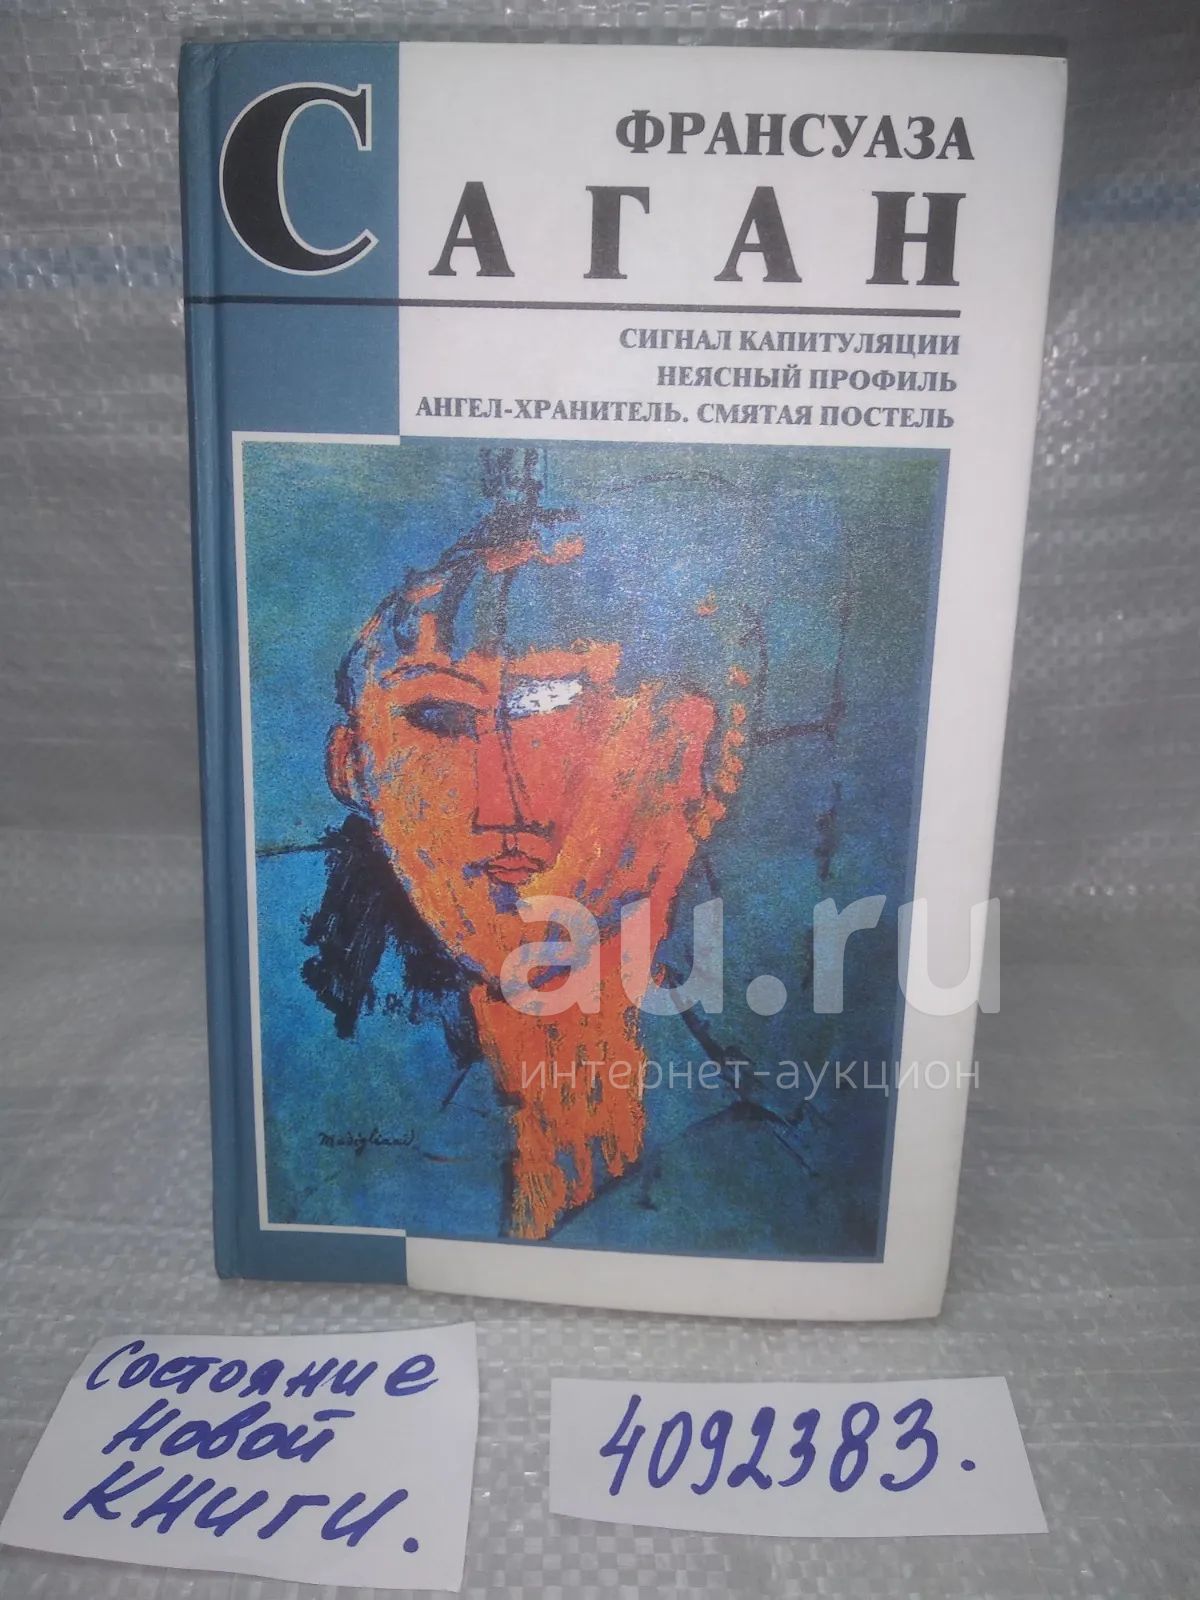 ФРАНСУАЗА
САГАН
СИГНАЛ КАПИТУЛЯЦИИ
НЕЯСНЫЙ ПРОФИЛЬ
АНГЕЛ-ХРАНИТЕЛЬ. СМЯТАЯ ПОСТЕЛЬ
au.ru
интернет-аукцион
Modigliani
Состояние
новой
книги.
4092383.